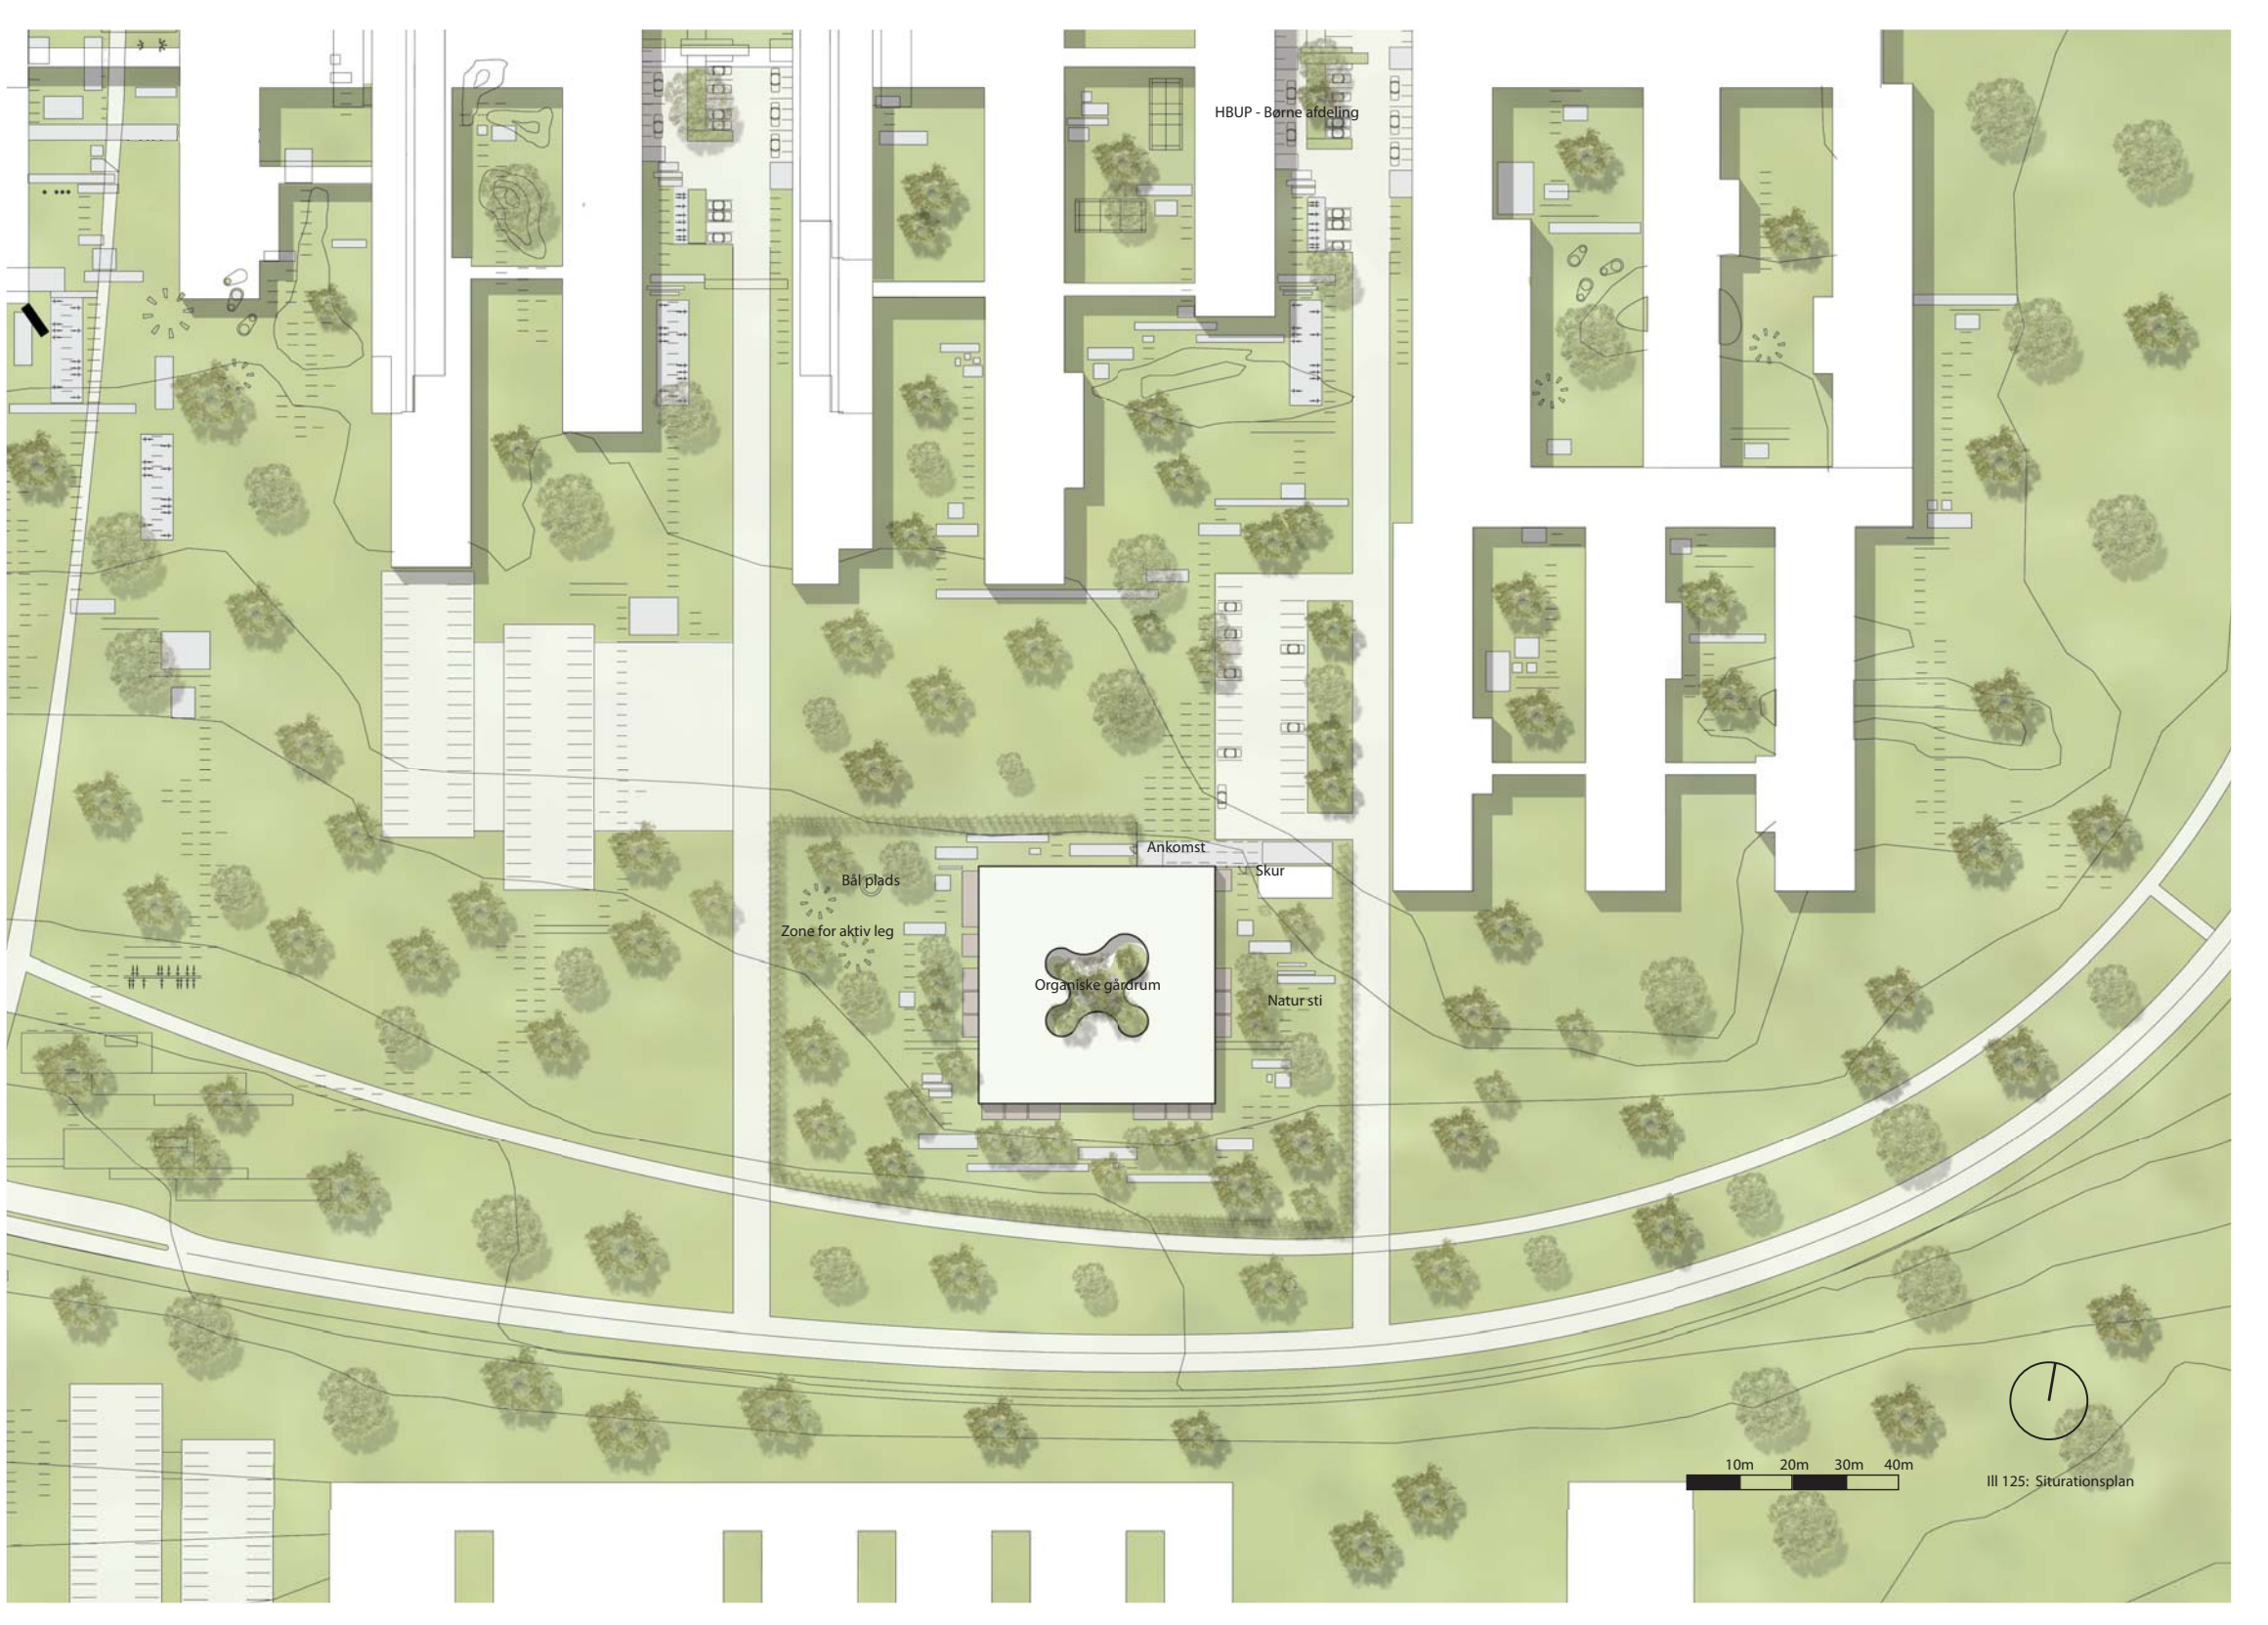 HBUP - Børne afdeling
Ankomst
Skur
Bål plads
Zone for aktiv leg
Organiske gårdrum
Natur sti
10m 20m 30m 40m
Ill 125: Siturationsplan